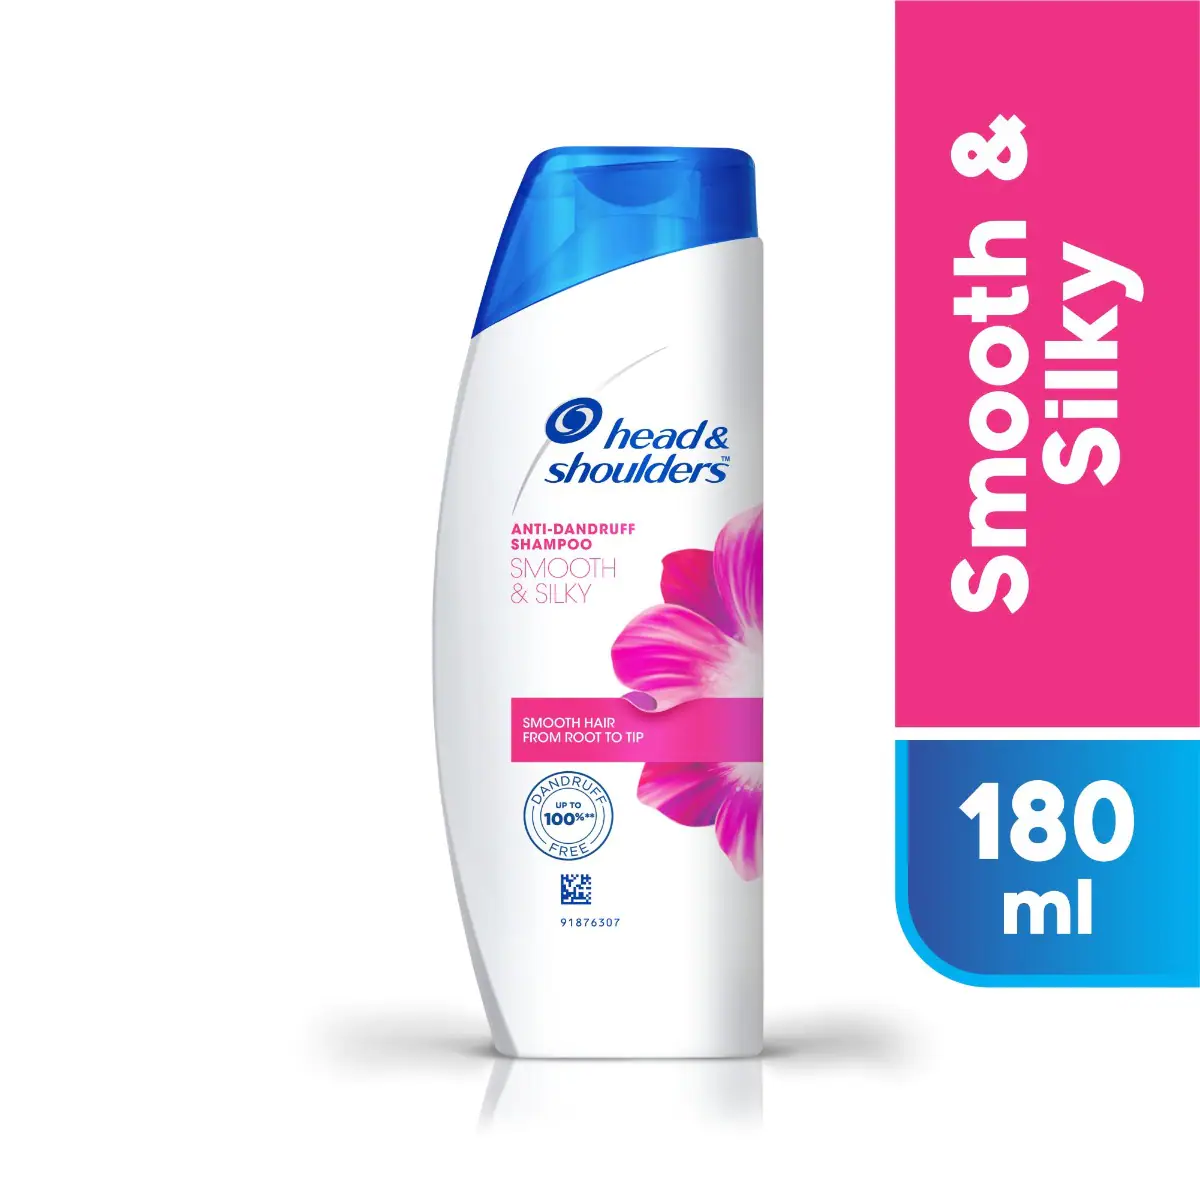 head &
shoulders™
ANTI-DANDRUFF
SHAMPOO
SMOOTH
& SILKY
SMOOTH HAIR
FROM ROOT TO TIP
DANDRUFF
UP TO
100%**
FREE
91876307
Smooth &
Silky
180
ml